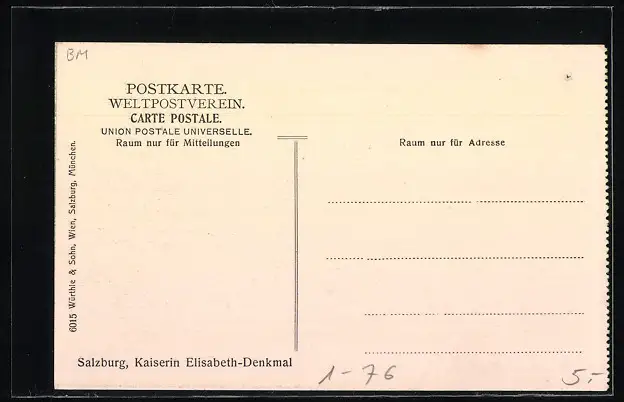 BM
POSTKARTE.
WELTPOSTVEREIN.
CARTE POSTALE.
UNION POSTALE UNIVERSELLE.
Raum nur für Mitteilungen
Raum nur für Adresse
6015 Würthle & Sohn, Wien, Salzburg, München.
Salzburg, Kaiserin Elisabeth-Denkmal
1-76
5.-